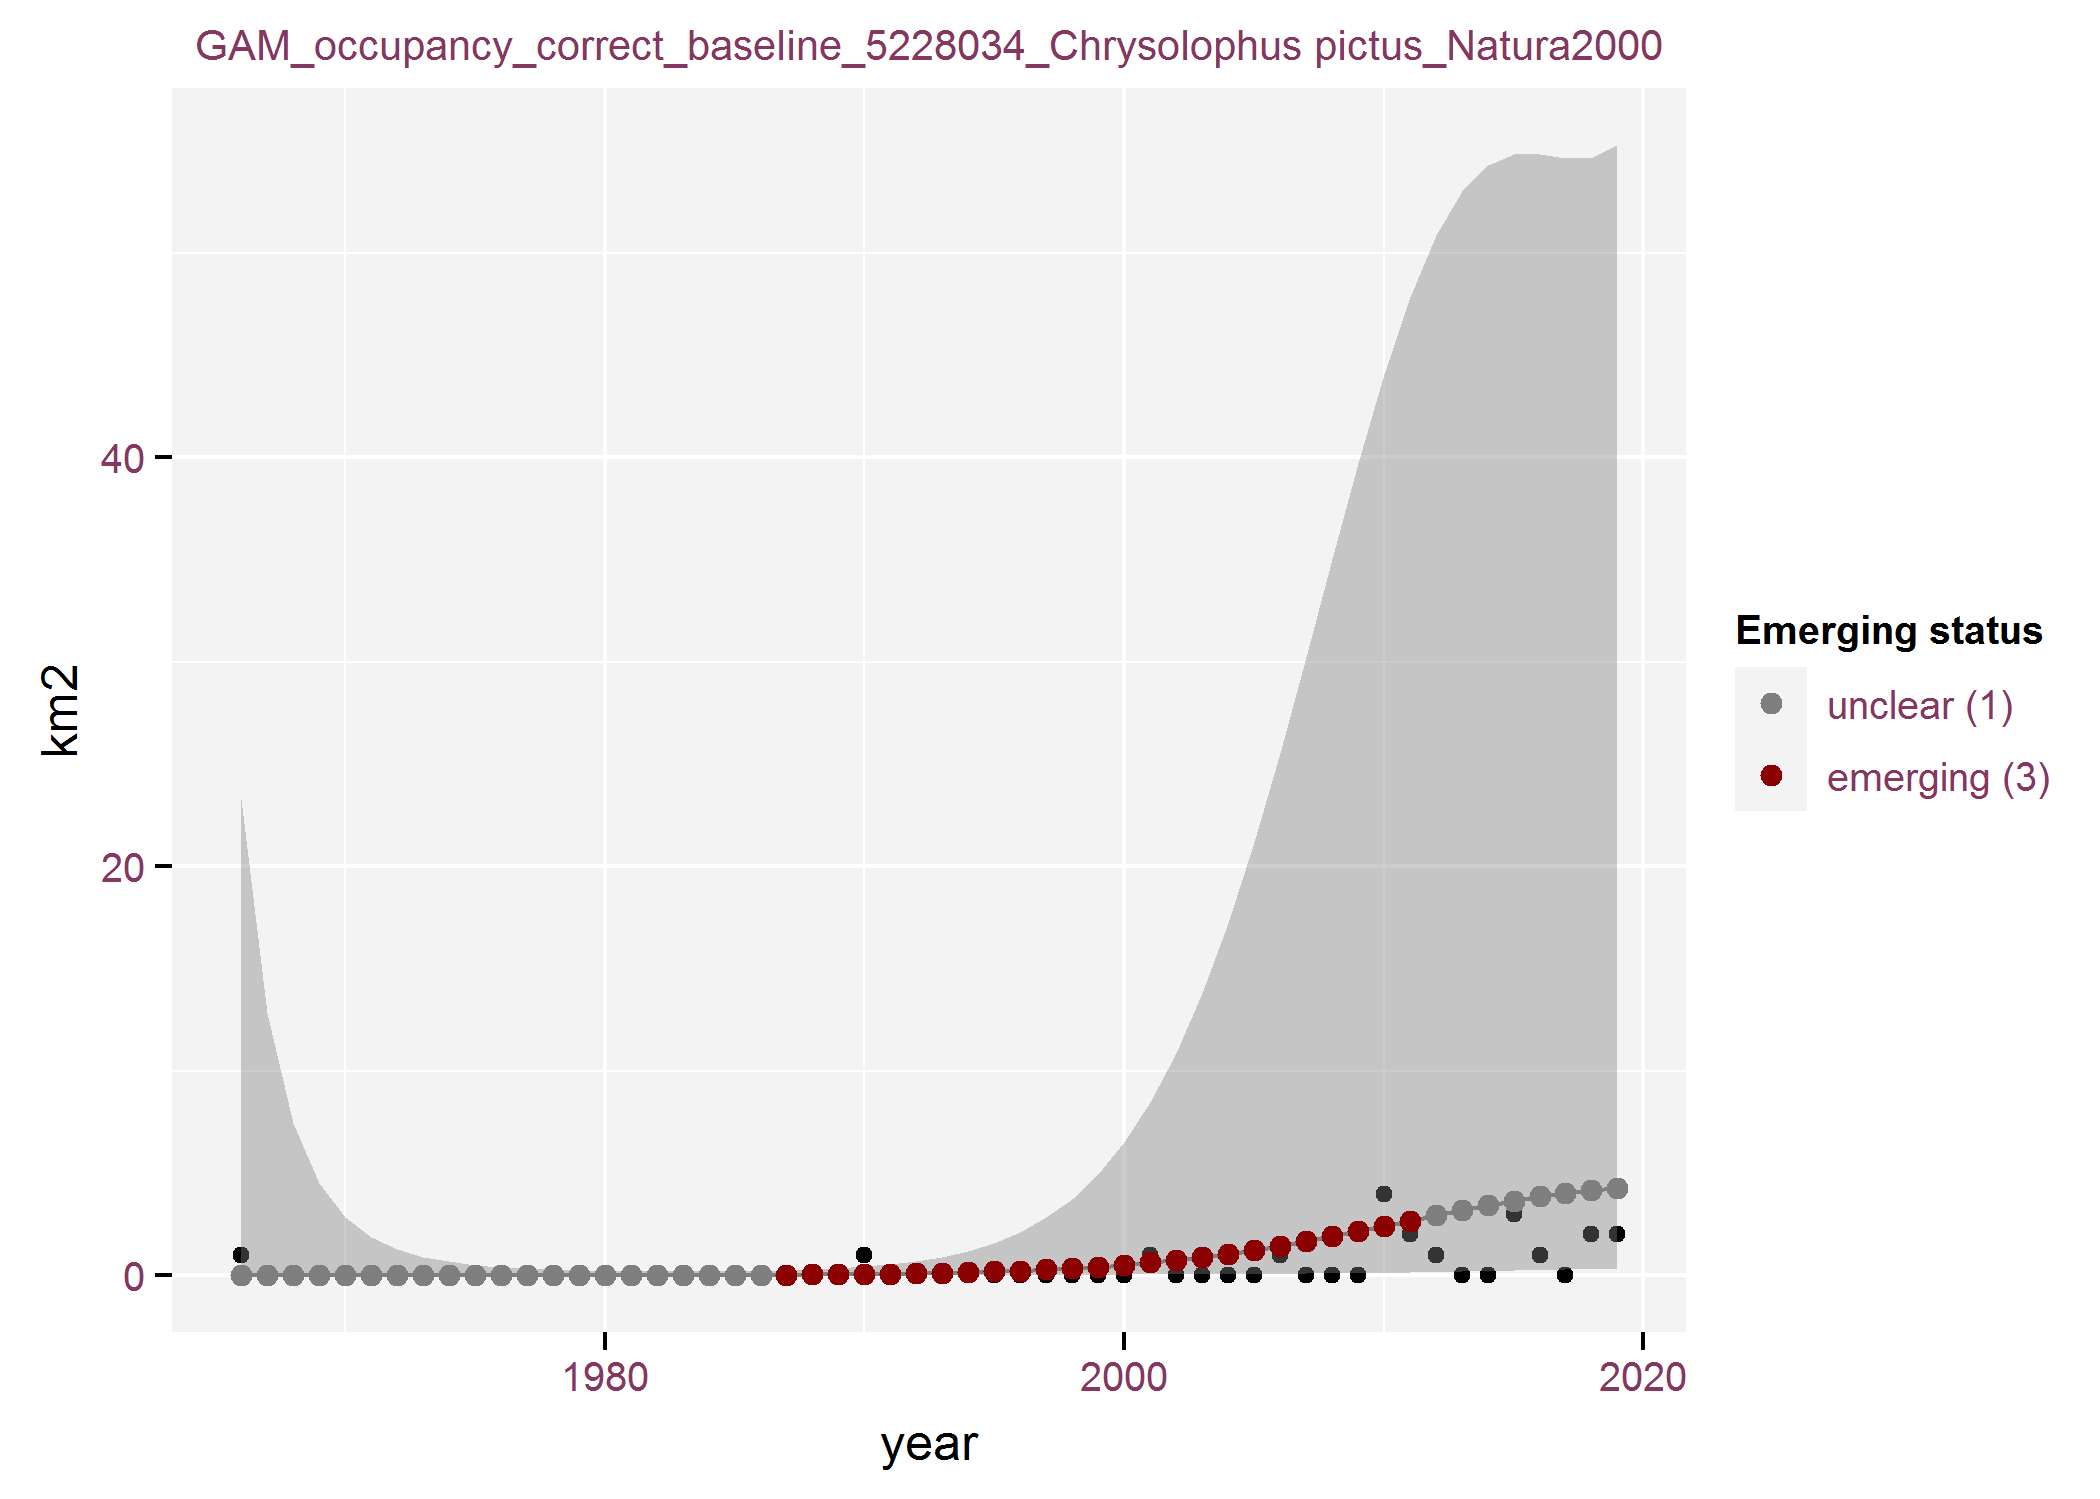 GAM_occupancy_correct_baseline_5228034_Chrysolophus pictus_Natura2000
km2
40
20
0
1980
2000
2020
year
Emerging status
unclear (1)
emerging (3)